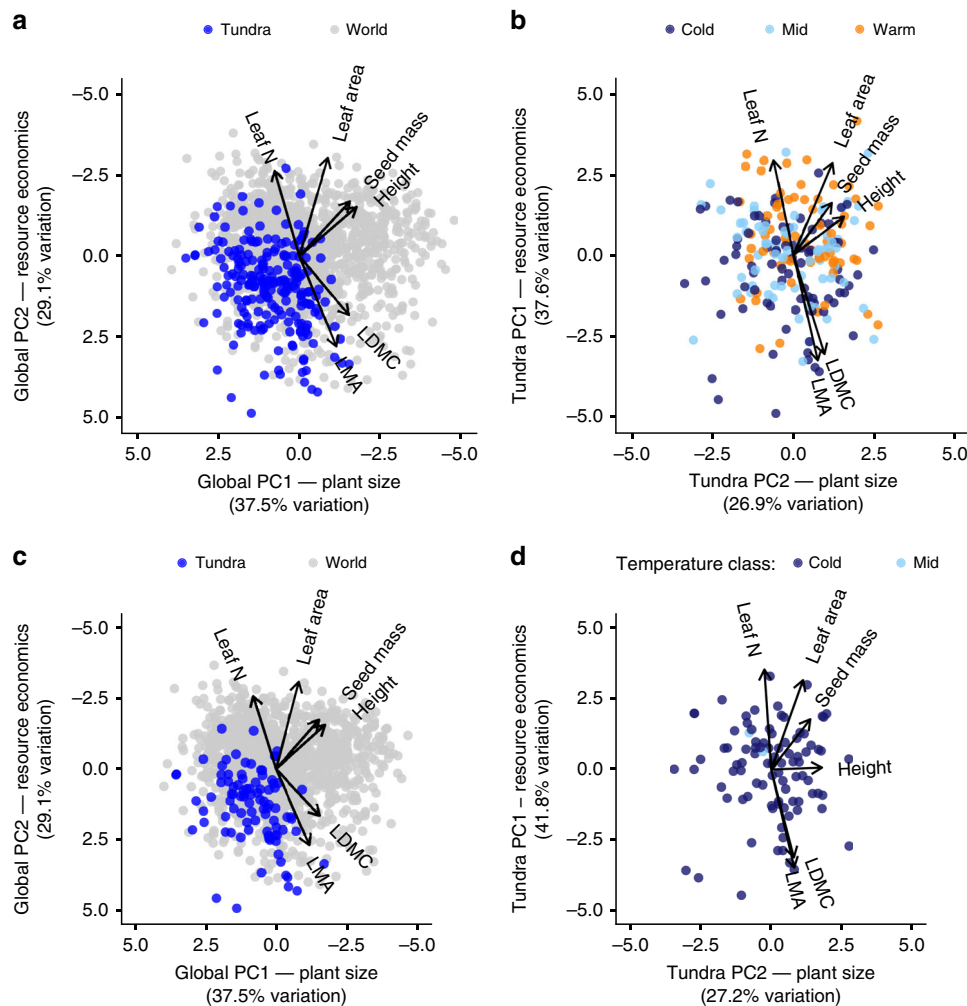 a
Tundra World
–5.0
–2.5
0.0
2.5
5.0
Global PC2 — resource economics
(29.1% variation)
Leaf N
Leaf area
Seed mass
Height
LDMC
LMA
5.0 2.5 0.0 –2.5 –5.0
Global PC1 — plant size
(37.5% variation)
b
Cold Mid Warm
5.0
2.5
0.0
–2.5
–5.0
Tundra PC1 — resource economics
(37.6% variation)
Leaf N
Leaf area
Seed mass
Height
LDMC
LMA
–5.0 –2.5 0.0 2.5 5.0
Tundra PC2 — plant size
(26.9% variation)
c
Tundra World
–5.0
–2.5
0.0
2.5
5.0
Global PC2 — resource economics
(29.1% variation)
Leaf N
Leaf area
Seed mass
Height
LDMC
LMA
5.0 2.5 0.0 –2.5 –5.0
Global PC1 — plant size
(37.5% variation)
d
Temperature class: Cold Mid
5.0
2.5
0.0
–2.5
–5.0
Tundra PC1 – resource economics
(41.8% variation)
Leaf N
Leaf area
Seed mass
Height
LDMC
LMA
–5.0 –2.5 0.0 2.5 5.0
Tundra PC2 — plant size
(27.2% variation)